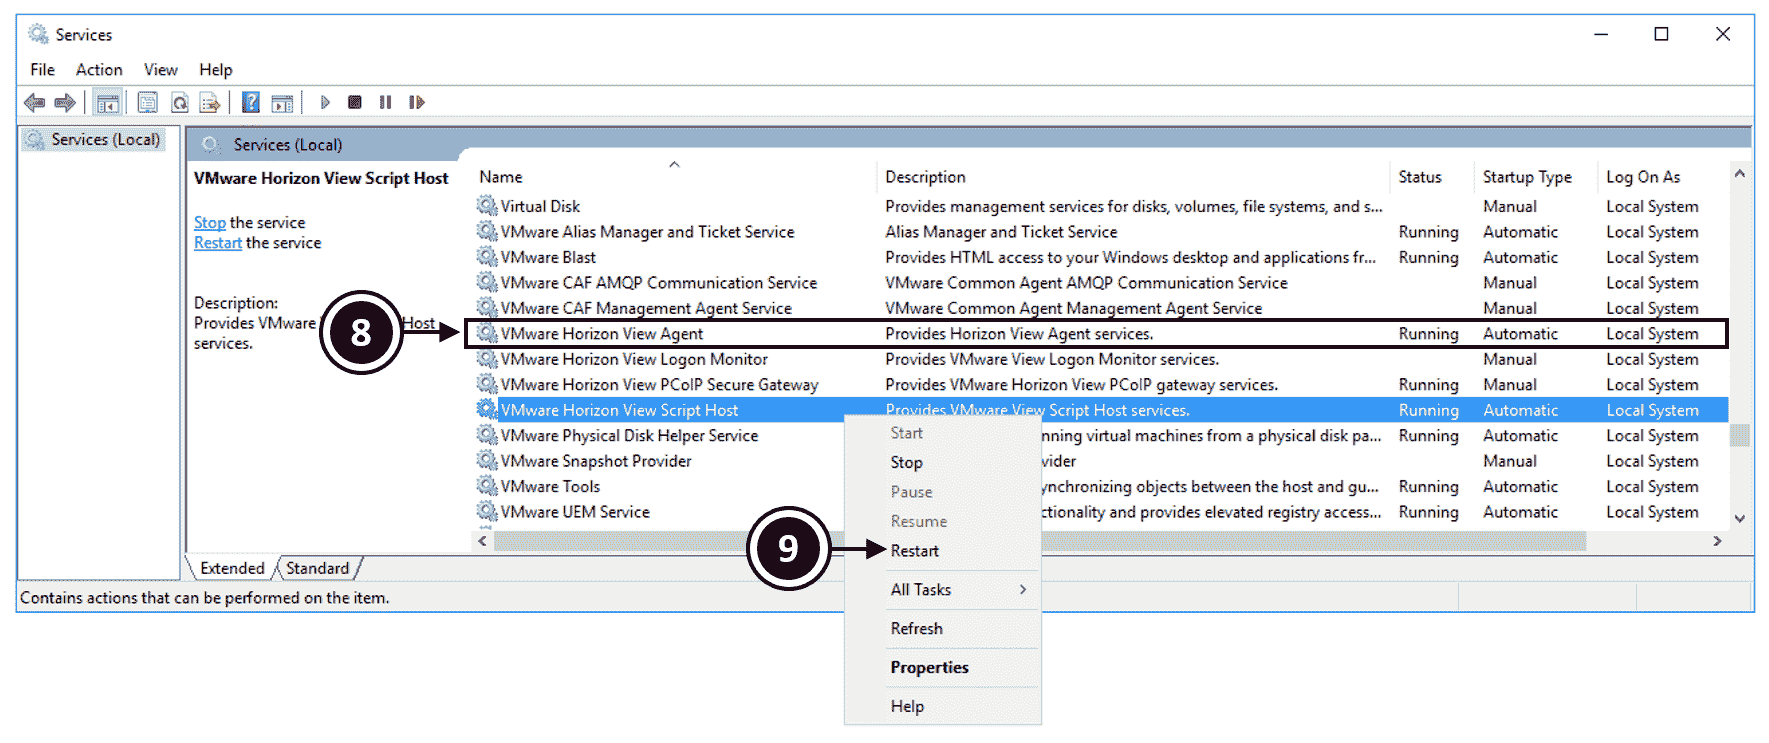 Services
File Action View Help
Services (Local)
Services (Local)
VMware Horizon View Script Host
Stop the service
Restart the service
Description:
Provides VMware Host
services.
Name Description Status Startup Type Log On As
Virtual Disk Provides management services for disks, volumes, file systems, and s... Manual Local System
VMware Alias Manager and Ticket Service Alias Manager and Ticket Service Running Automatic Local System
VMware Blast Provides HTML access to your Windows desktop and applications fr... Running Automatic Local System
VMware CAF AMQP Communication Service VMware Common Agent AMQP Communication Service Manual Local System
VMware CAF Management Agent Service VMware Common Agent Management Agent Service Manual Local System
8
VMware Horizon View Agent Provides Horizon View Agent services. Running Automatic Local System
VMware Horizon View Logon Monitor Provides VMware View Logon Monitor services. Manual Local System
VMware Horizon View PCoIP Secure Gateway Provides VMware Horizon View PCoIP gateway services. Running Manual Local System
VMware Horizon View Script Host Provides VMware View Script Host services. Running Automatic Local System
VMware Physical Disk Helper Service nning virtual machines from a physical disk pa... Running Automatic Local System
VMware Snapshot Provider vider Manual Local System
VMware Tools ynchronizing objects between the host and gu... Running Automatic Local System
VMware UEM Service ctionality and provides elevated registry access... Running Automatic Local System
Start
Stop
Pause
Resume
9
Restart
All Tasks
Refresh
Properties
Help
Extended Standard
Contains actions that can be performed on the item.